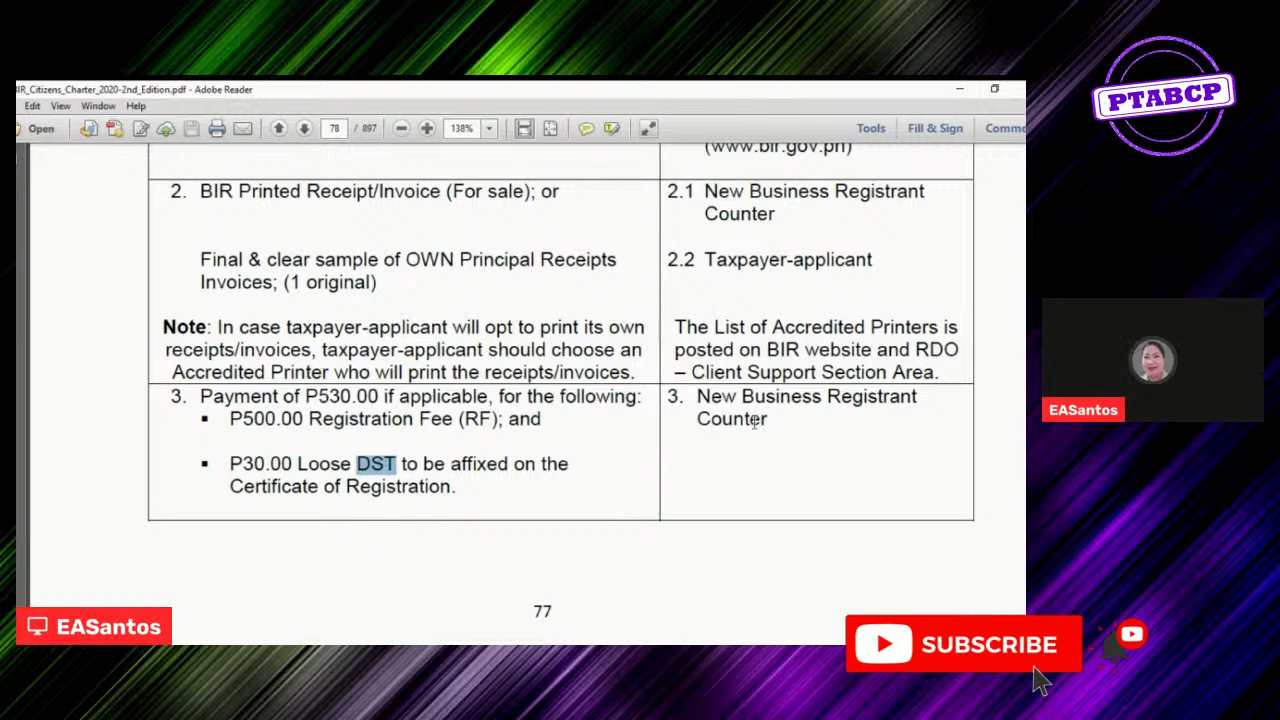 PTABCP
BIR_Citizens_Charter_2020-2nd_Edition.pdf - Adobe Reader
Edit View Window Help
Open 78 / 897 138% Tools Fill & Sign
(www.bir.gov.ph)
2. BIR Printed Receipt/Invoice (For sale); or
2.1 New Business Registrant
Counter
Final & clear sample of OWN Principal Receipts
Invoices; (1 original)
2.2 Taxpayer-applicant
Note: In case taxpayer-applicant will opt to print its own
receipts/invoices, taxpayer-applicant should choose an
Accredited Printer who will print the receipts/invoices.
The List of Accredited Printers is
posted on BIR website and RDO
– Client Support Section Area.
3. Payment of P530.00 if applicable, for the following:
▪ P500.00 Registration Fee (RF); and
▪ P30.00 Loose DST to be affixed on the
Certificate of Registration.
3. New Business Registrant
Counter
77
EASantos
EASantos
SUBSCRIBE